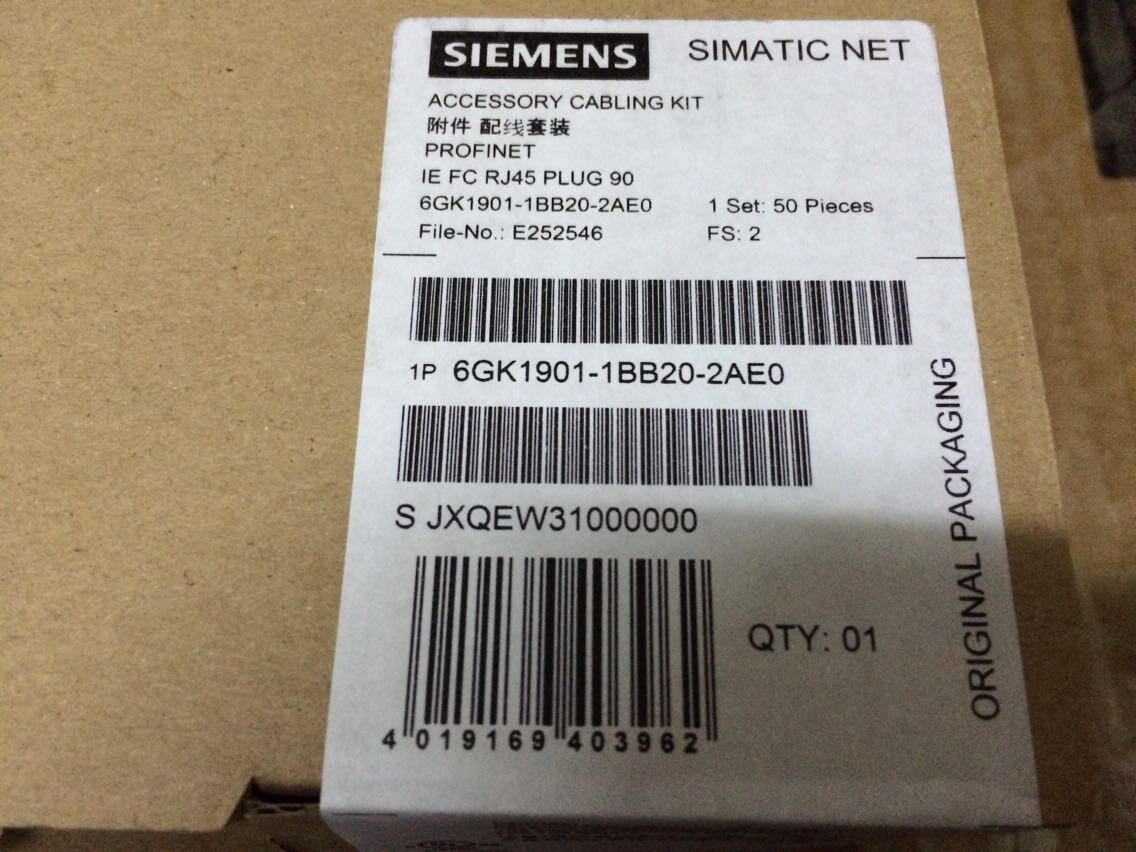 SIEMENS SIMATIC NET
ACCESSORY CABLING KIT
附件 配线套装
PROFINET
IE FC RJ45 PLUG 90
6GK1901-1BB20-2AE0 1 Set: 50 Pieces
File-No.: E252546 FS: 2
1P 6GK1901-1BB20-2AE0
S JXQEW31000000
QTY: 01
4 019169 403962
ORIGINAL PACKAGING